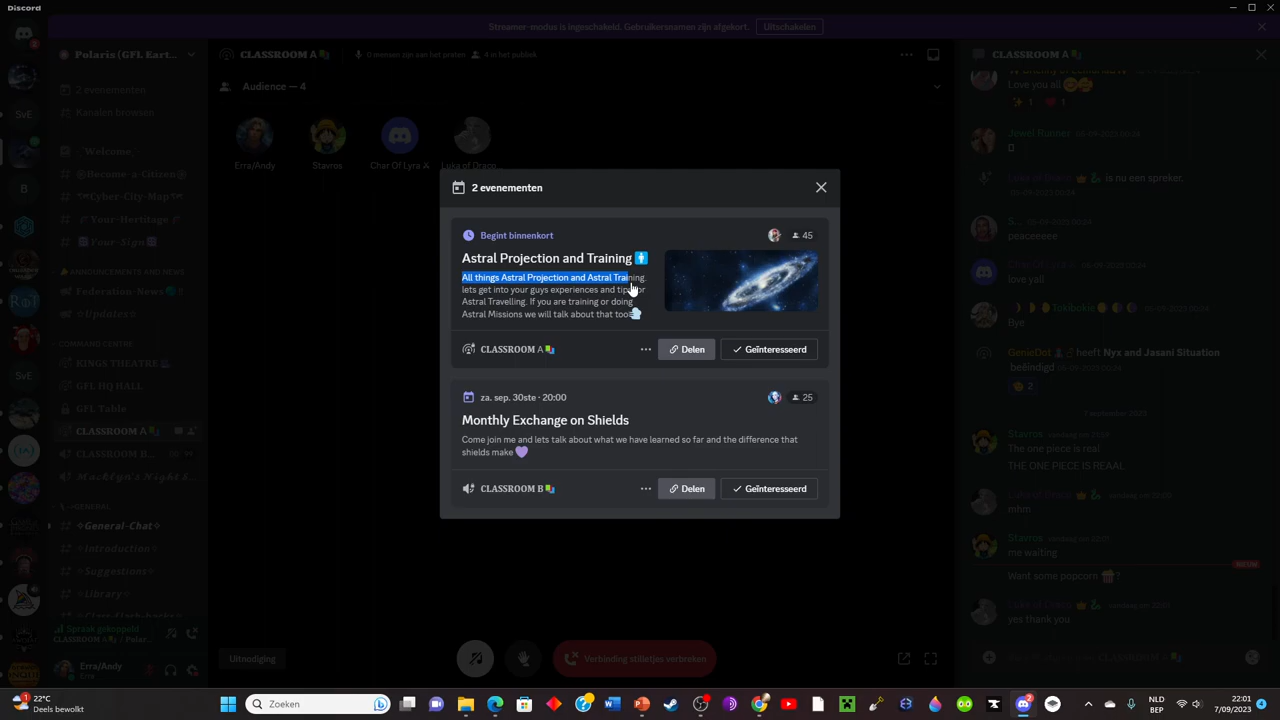 Discord
Streamer-modus is ingeschakeld. Gebruikersnamen zijn afgekort.
Uitschakelen
Polaris (GFL Eart...
2 evenementen
Kanalen browsen
Welcome
Become-a-Citizen
Cyber-City-Map
Your-Hertitage
Your-Sign
ANNOUNCEMENTS AND NEWS
Federation-News
Updates
COMMAND CENTRE
KINGS THEATRE
GFL HQ HALL
GFL Table
CLASSROOM A
CLASSROOM B...
GENERAL
General-Chat
Introduction
Suggestions
Library
Spraak gekoppeld
CLASSROOM A / Polar...
Erra/Andy
Erra ...
SvE
B
RoT
SvE
CLASSROOM A
0 mensen zijn aan het praten
4 in het publiek
Audience — 4
Erra/Andy
Stavros
Char Of Lyra
Luka of Draco...
2 evenementen
Begint binnenkort
45
Astral Projection and Training
All things Astral Projection and Astral Training.
lets get into your guys experiences and tips for
Astral Travelling. If you are training or doing
Astral Missions we will talk about that too
CLASSROOM A
Delen
Geïnteresseerd
za. sep. 30ste · 20:00
25
Monthly Exchange on Shields
Come join me and lets talk about what we have learned so far and the difference that
shields make
CLASSROOM B
Delen
Geïnteresseerd
Uitnodiging
Verbinding stilletjes verbroken
CLASSROOM A
Love you all
1
1
Jewel Runner
is nu een spreker.
S...
peaceeee
love yall
Bye
GenieDot heeft Nyx and Jasani Situation
beëindigd
2
Stavros
The one piece is real
THE ONE PIECE IS REAAL
mhm
Stavros
me waiting
Want some popcorn ?
yes thank you
22°C
Deels bewolkt
Zoeken
NLD
BEP
22:01
7/09/2023